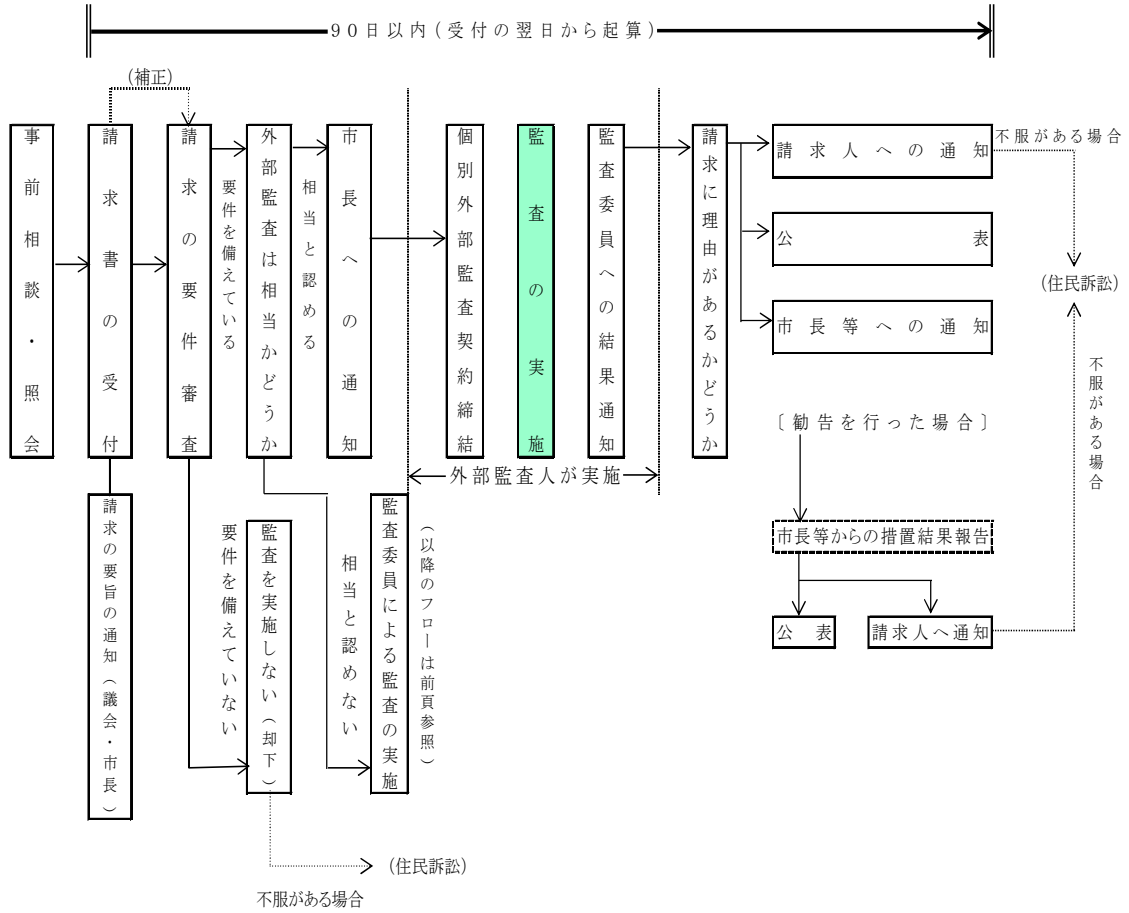 90日以内(受付の翌日から起算)
(補正)
事前相談・照会
請求書の受付
請求の要件審査
要件を備えている
外部監査は相当かどうか
相当と認める
市長への通知
個別外部監査契約締結
監査の実施
監査委員への結果通知
請求に理由があるかどうか
請求人への通知
不服がある場合
公表
(住民訴訟)
市長等への通知
不服がある場合
〔勧告を行った場合〕
外部監査人が実施
市長等からの措置結果報告
公表
請求人へ通知
請求の要旨の通知(議会・市長)
要件を備えていない
監査を実施しない(却下)
相当と認めない
監査委員による監査の実施
(以降のフローは前頁参照)
(住民訴訟)
不服がある場合